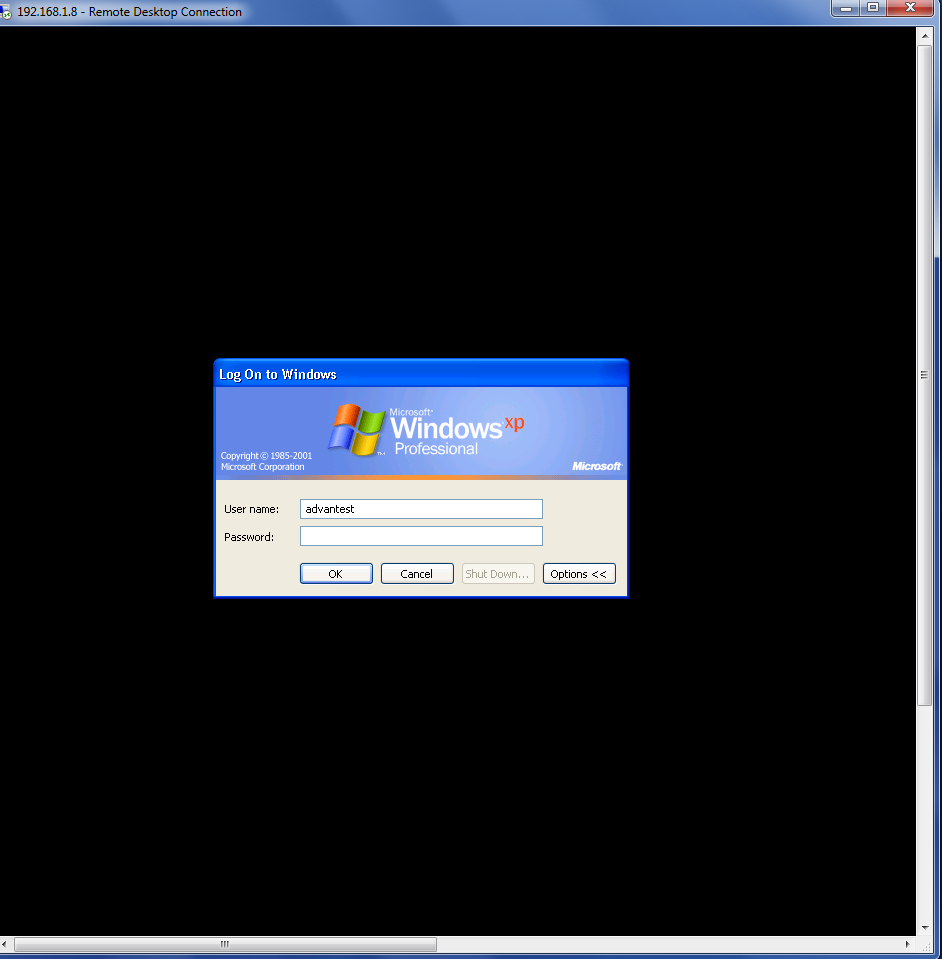 192.168.1.8 - Remote Desktop Connection
Log On to Windows
Microsoft®
Windows xp
Professional
Copyright © 1985-2001
Microsoft Corporation
Microsoft
User name: advantest
Password:
OK Cancel Shut Down... Options <<